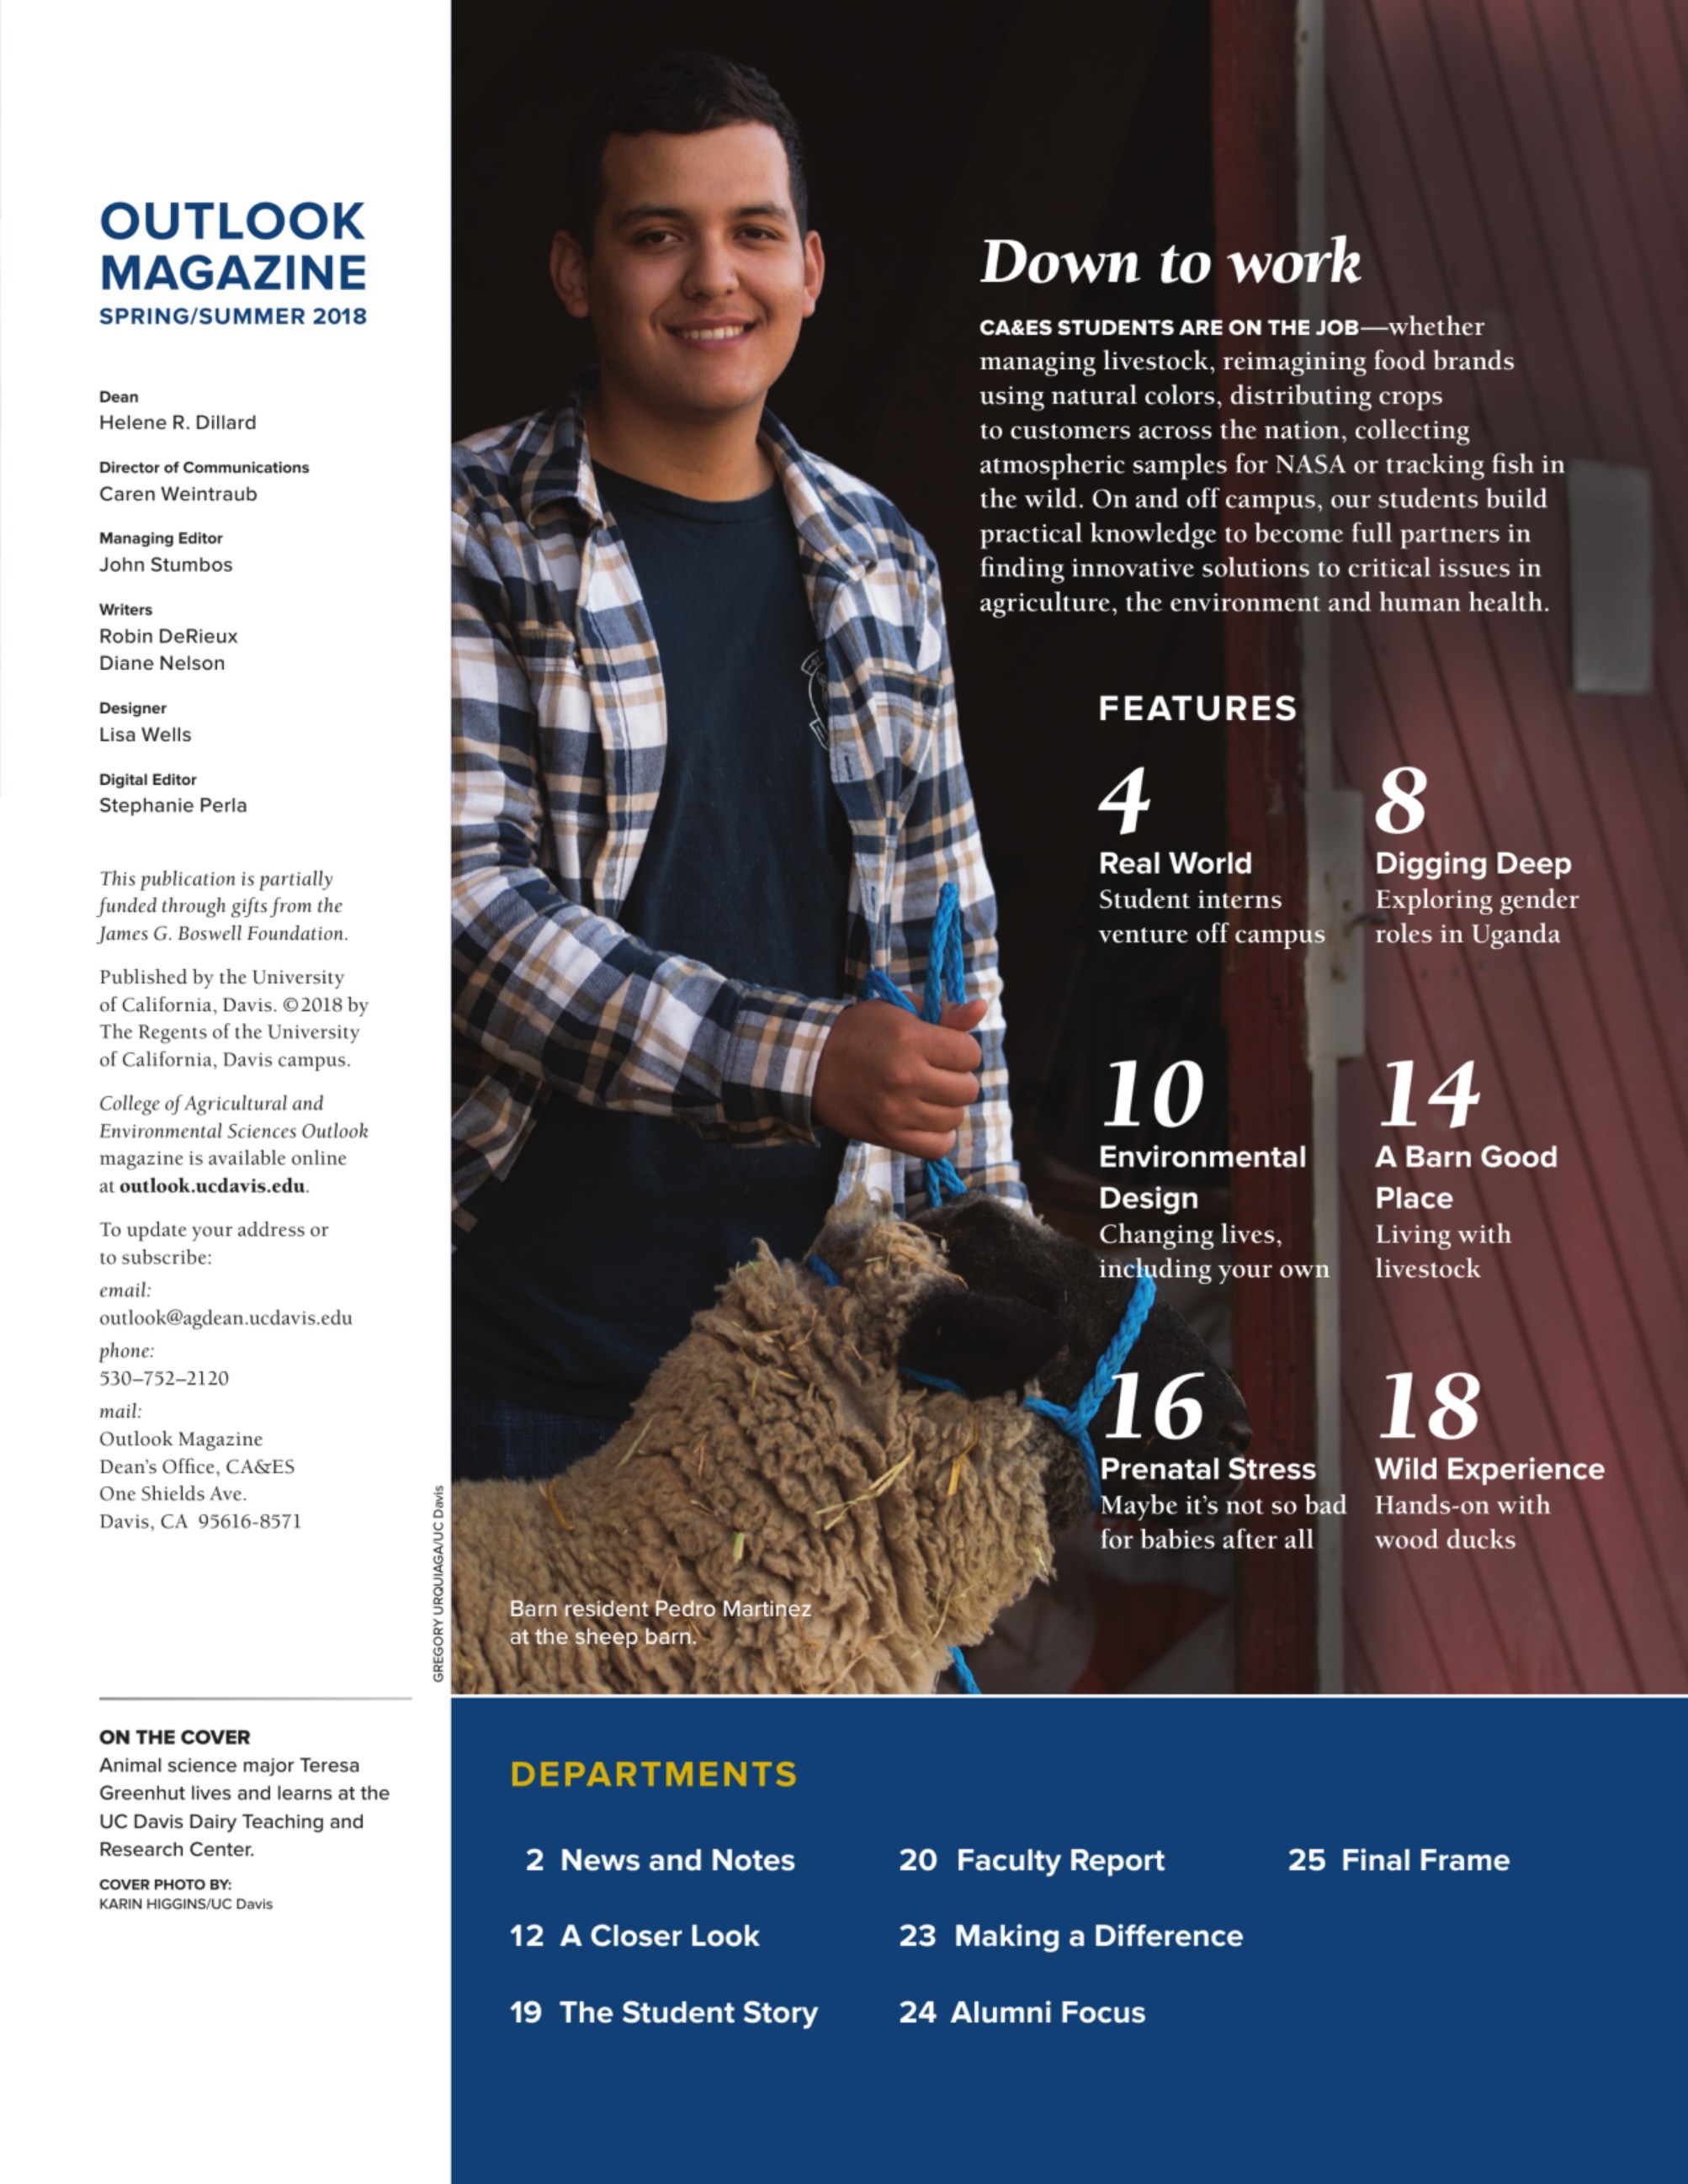 OUTLOOK
MAGAZINE
SPRING/SUMMER 2018
Dean
Helene R. Dillard
Director of Communications
Caren Weintraub
Managing Editor
John Stumbos
Writers
Robin DeRieux
Diane Nelson
Designer
Lisa Wells
Digital Editor
Stephanie Perla
This publication is partially
funded through gifts from the
James G. Boswell Foundation.
Published by the University
of California, Davis. ©2018 by
The Regents of the University
of California, Davis campus.
College of Agricultural and
Environmental Sciences Outlook
magazine is available online
at outlook.ucdavis.edu.
To update your address or
to subscribe:
email:
outlook@agdean.ucdavis.edu
phone:
530–752–2120
mail:
Outlook Magazine
Dean's Office, CA&ES
One Shields Ave.
Davis, CA 95616-8571
ON THE COVER
Animal science major Teresa
Greenhut lives and learns at the
UC Davis Dairy Teaching and
Research Center.
COVER PHOTO BY:
KARIN HIGGINS/UC Davis
GREGORY URQUIAGA/UC Davis
Down to work
CA&ES STUDENTS ARE ON THE JOB—whether
managing livestock, reimagining food brands
using natural colors, distributing crops
to customers across the nation, collecting
atmospheric samples for NASA or tracking fish in
the wild. On and off campus, our students build
practical knowledge to become full partners in
finding innovative solutions to critical issues in
agriculture, the environment and human health.
FEATURES
4
Real World
Student interns
venture off campus
8
Digging Deep
Exploring gender
roles in Uganda
10
Environmental
Design
Changing lives,
including your own
14
A Barn Good
Place
Living with
livestock
16
Prenatal Stress
Maybe it's not so bad
for babies after all
18
Wild Experience
Hands-on with
wood ducks
Barn resident Pedro Martinez
at the sheep barn.
DEPARTMENTS
2 News and Notes
12 A Closer Look
19 The Student Story
20 Faculty Report
23 Making a Difference
24 Alumni Focus
25 Final Frame